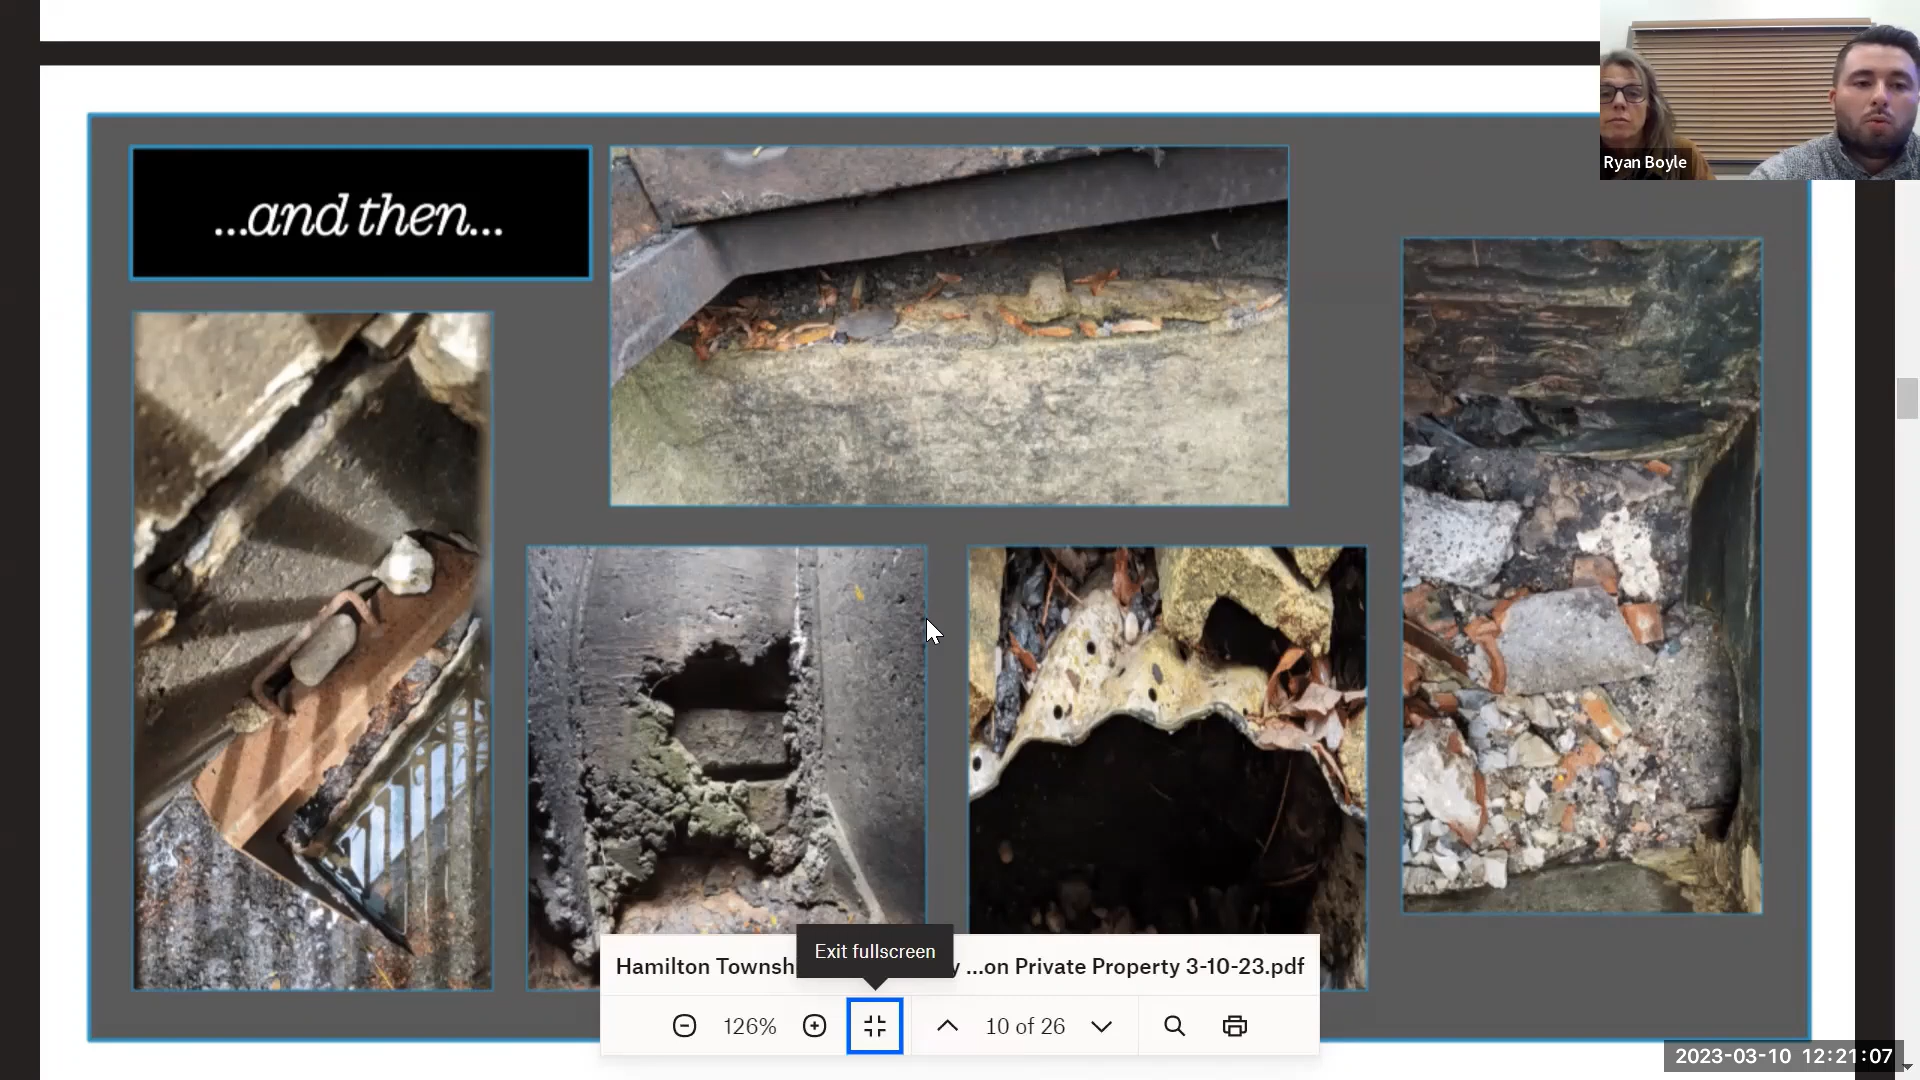 Ryan Boyle
...and then...
Exit fullscreen
Hamilton Townsh y ...on Private Property 3-10-23.pdf
126%
10 of 26
2023-03-10 12:21:07